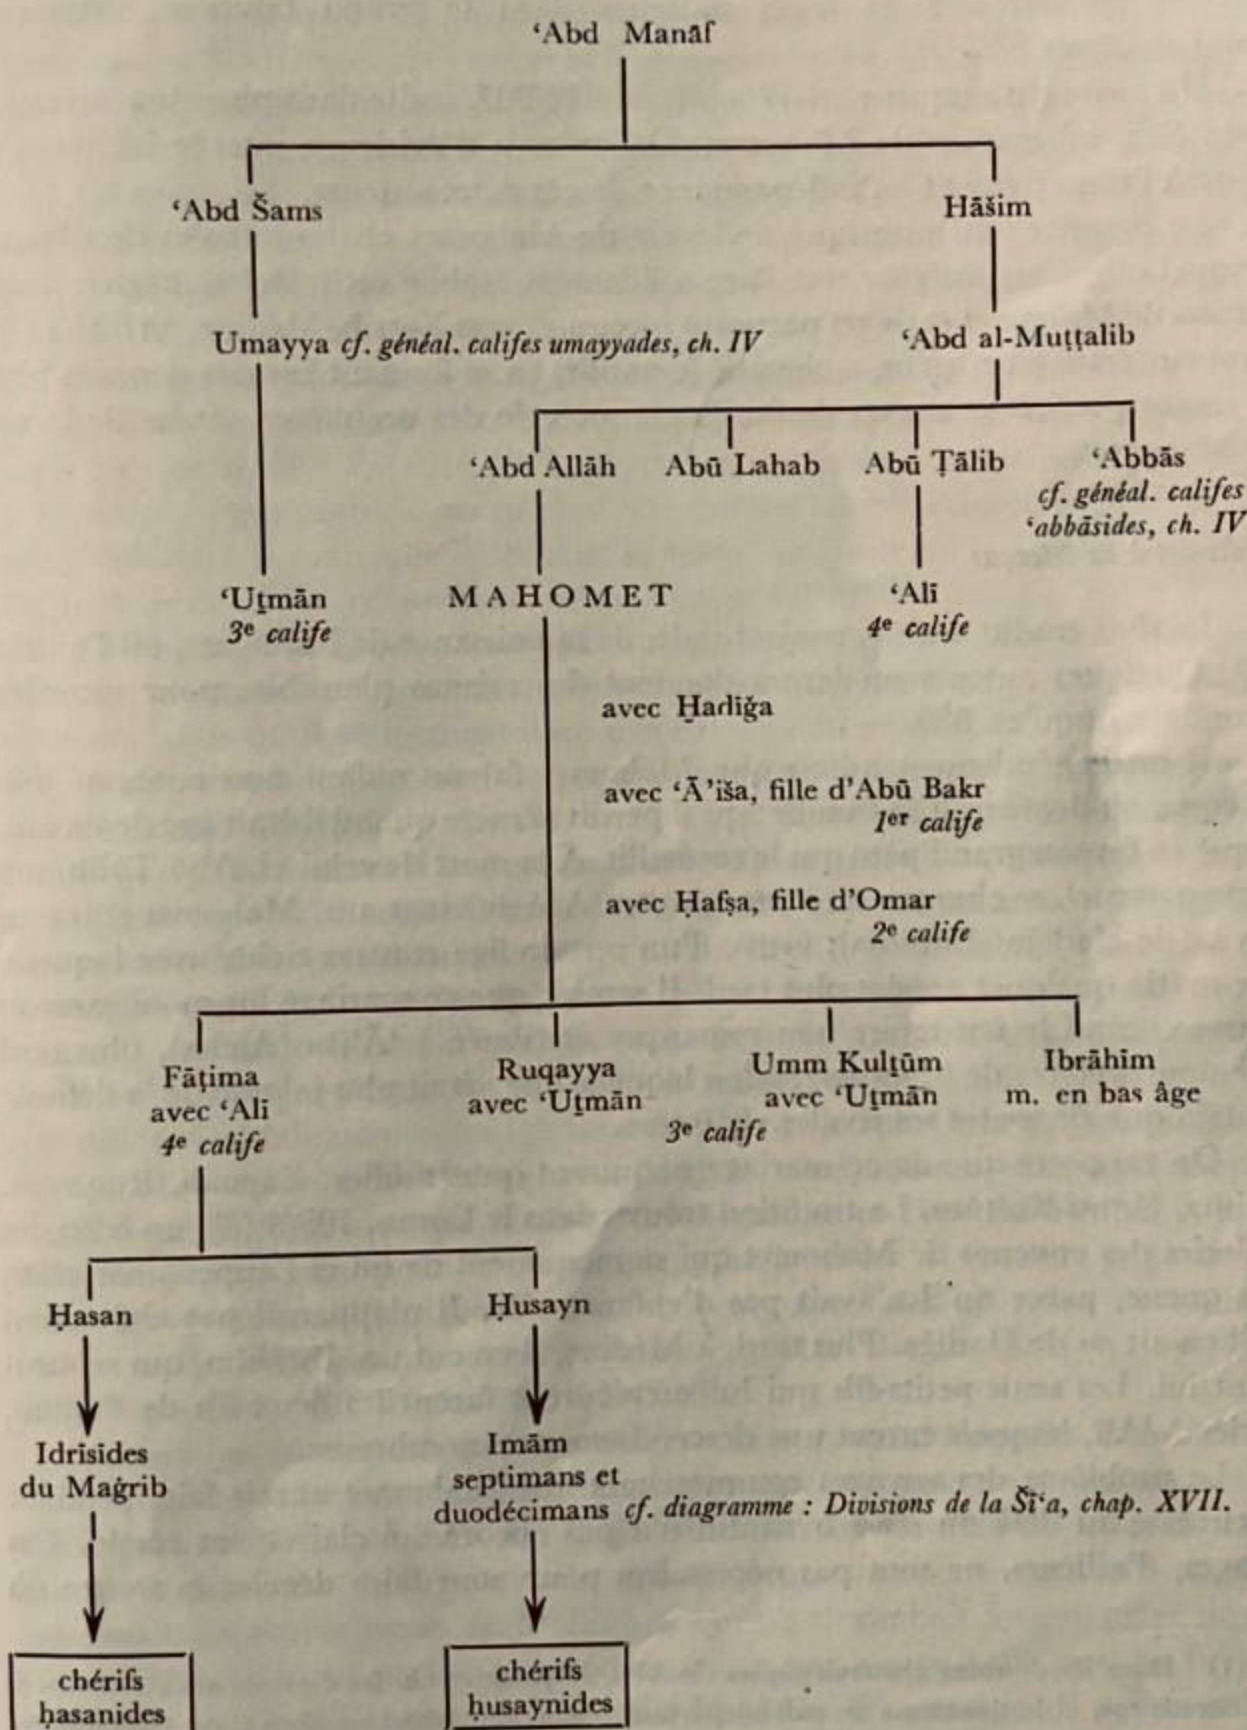 ‘Abd Manāf
‘Abd Šams
Hāšim
Umayya cf. généal. califes umayyades, ch. IV
‘Abd al-Muṭṭalib
‘Abd Allāh
Abū Lahab
Abū Ṭālib
‘Abbās
cf. généal. califes
‘abbāsides, ch. IV
‘Uṯmān
3e calife
MAHOMET
‘Alī
4e calife
avec Ḫadiǧa
avec ‘Ā’iša, fille d'Abū Bakr
1er calife
avec Ḥafṣa, fille d'Omar
2e calife
Fāṭima
avec ‘Alī
4e calife
Ruqayya
avec ‘Uṯmān
Umm Kulṯūm
avec ‘Uṯmān
3e calife
Ibrāhīm
m. en bas âge
Ḥasan
Ḥusayn
Idrīsides
du Maġrib
Imām
septimans et
duodécimans cf. diagramme : Divisions de la Šī‘a, chap. XVII.
chérifs
ḥasanides
chérifs
ḥusaynides